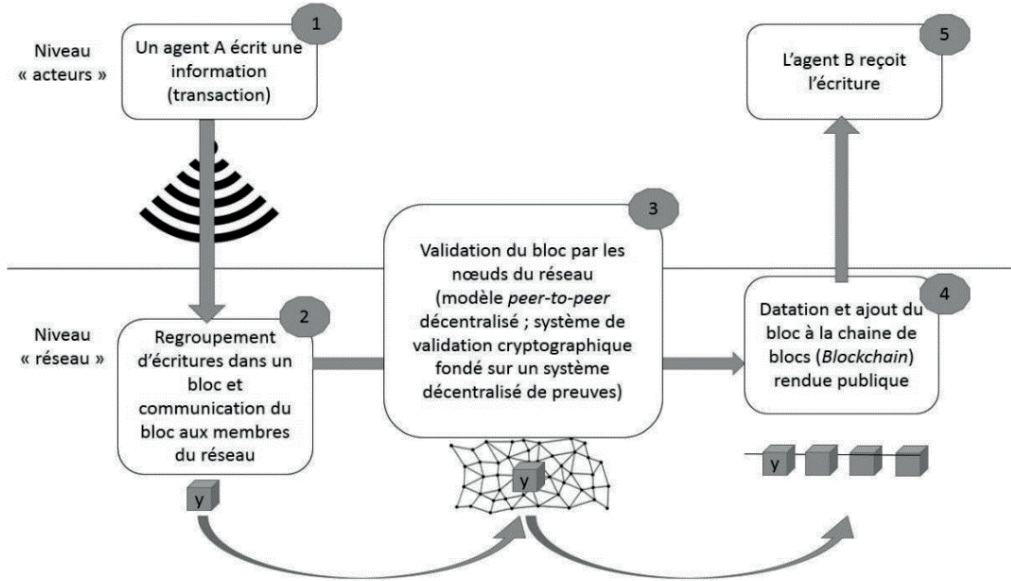 Niveau
« acteurs »
1
Un agent A écrit une
information
(transaction)
5
L'agent B reçoit
l'écriture
3
Validation du bloc par les
nœuds du réseau
(modèle peer-to-peer
décentralisé ; système de
validation cryptographique
fondé sur un système
décentralisé de preuves)
Niveau
« réseau »
2
Regroupement
d'écritures dans un
bloc et
communication du
bloc aux membres
du réseau
4
Datation et ajout du
bloc à la chaine de
blocs (Blockchain)
rendue publique
y
y
y